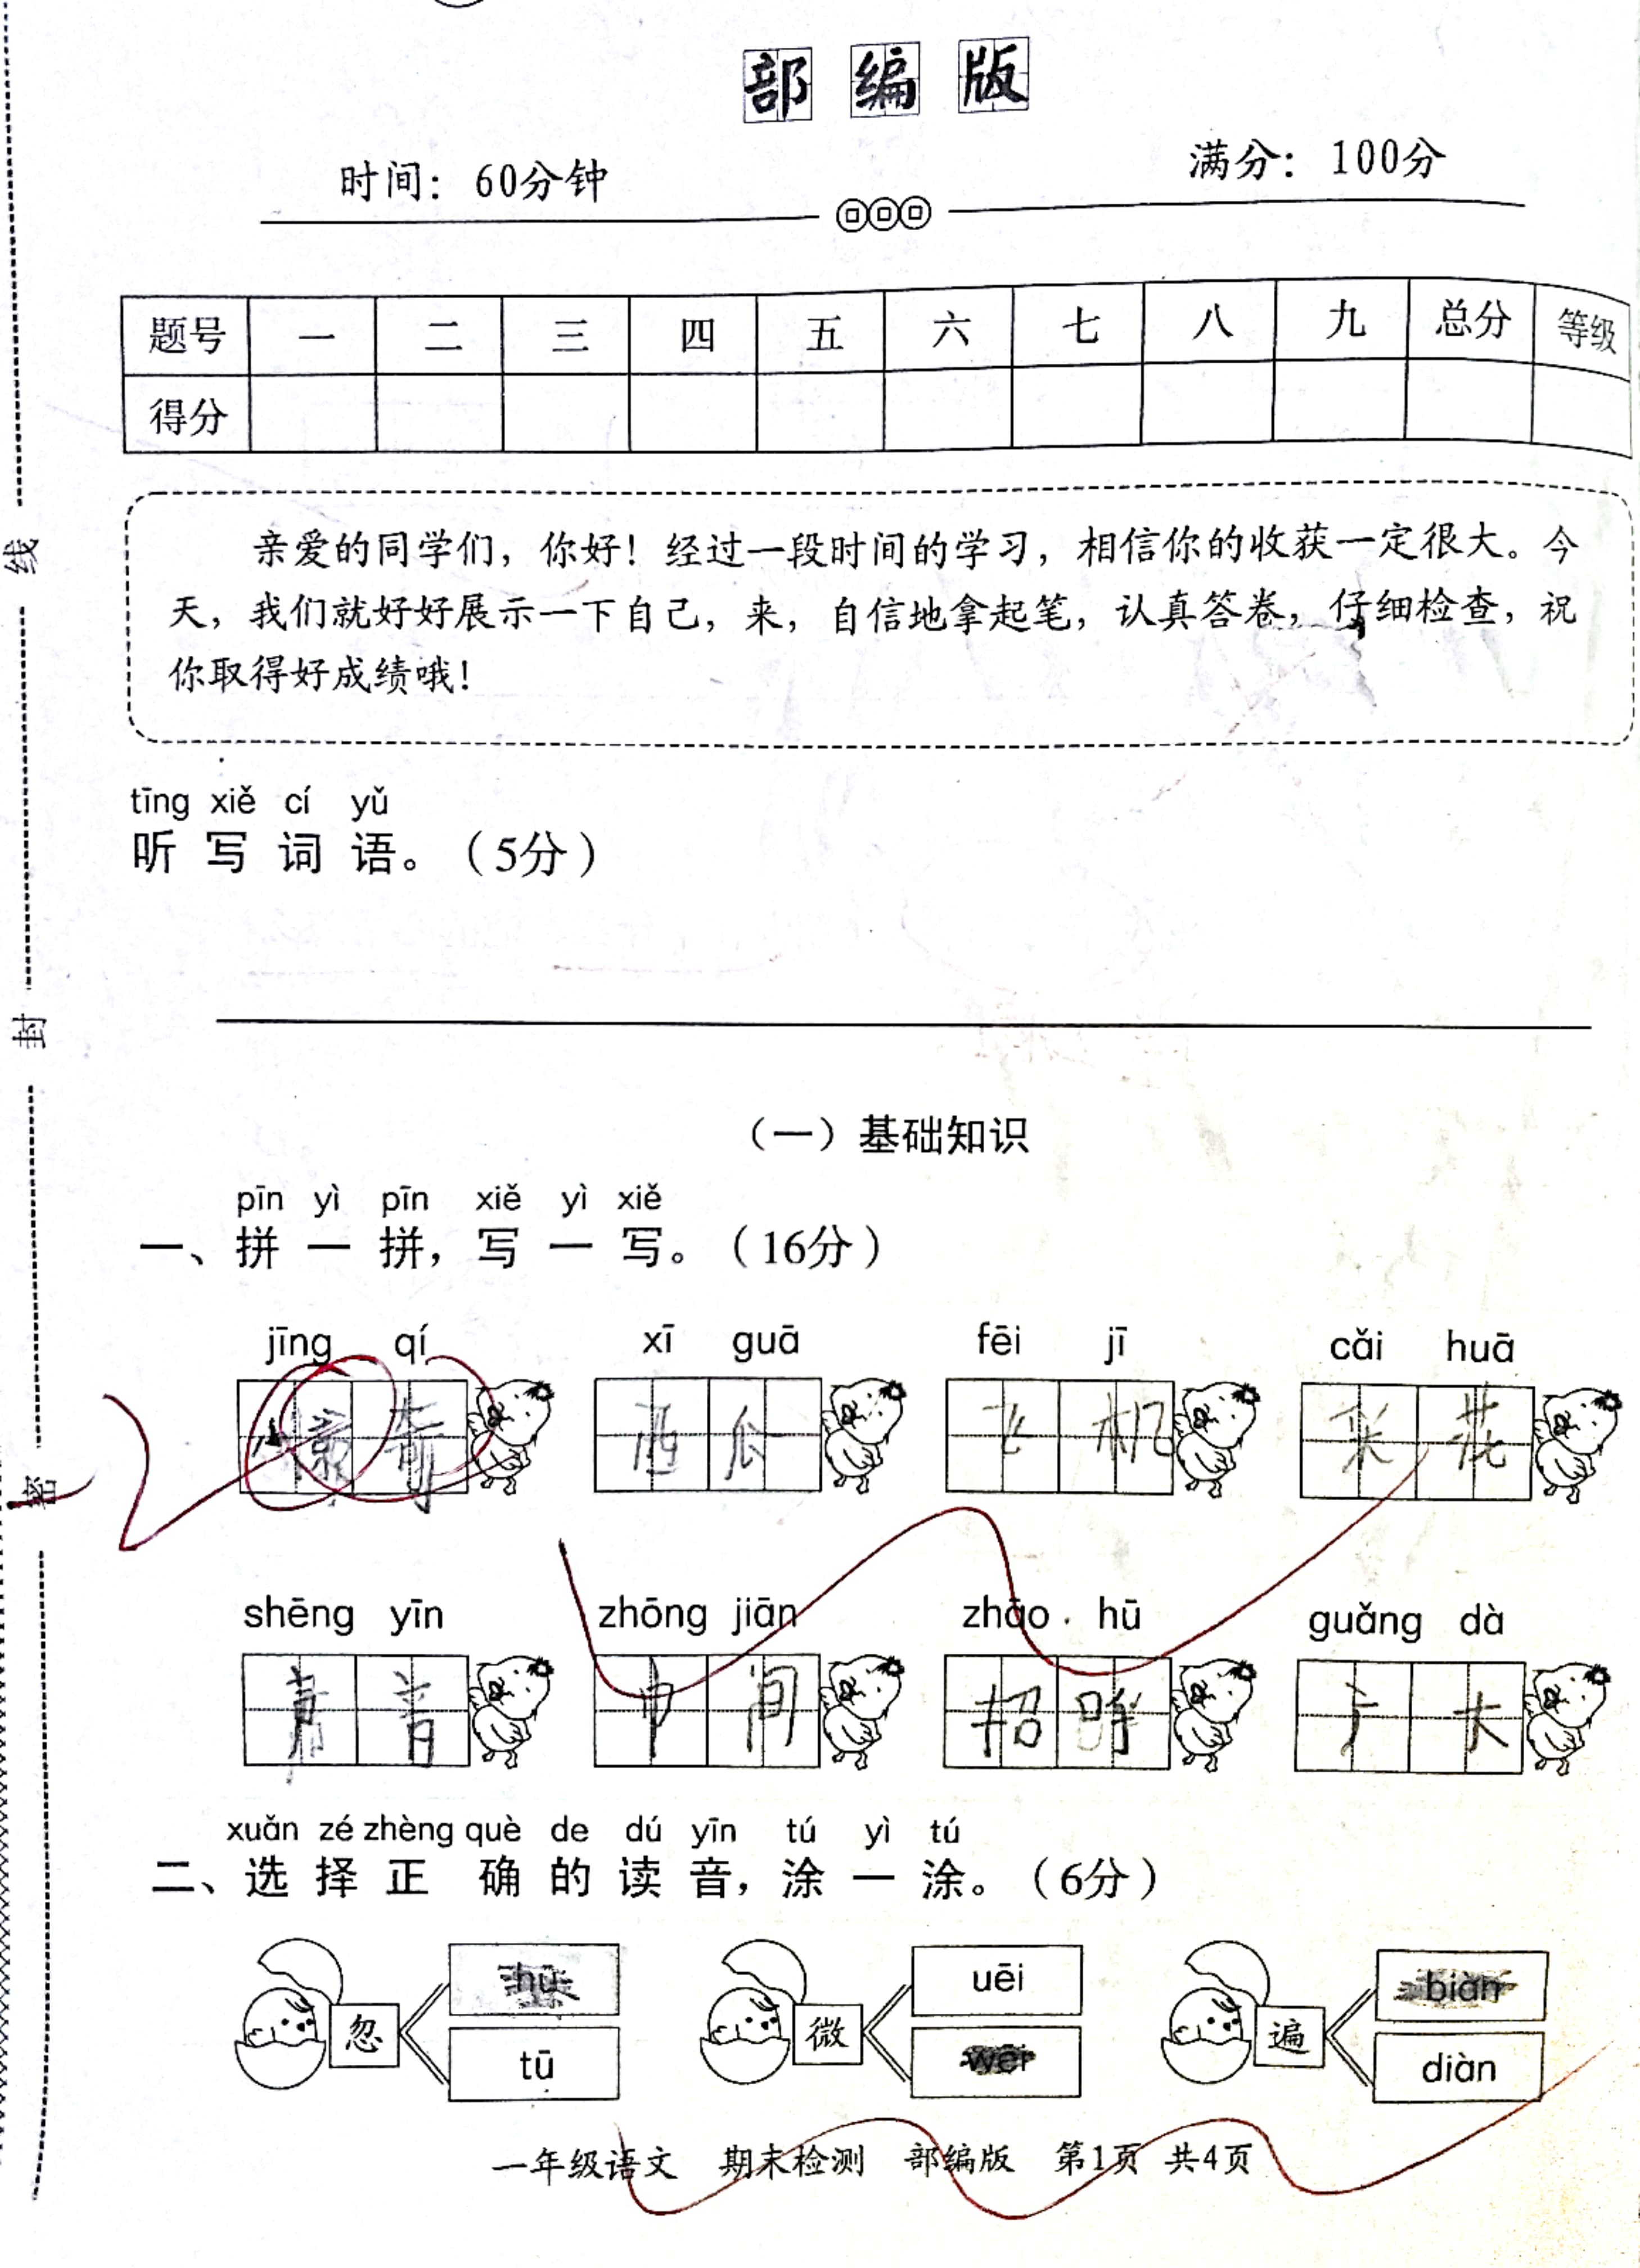 部编版
时间：60分钟 满分：100分
题号 一 二 三 四 五 六 七 八 九 总分 等级
得分
亲爱的同学们，你好！经过一段时间的学习，相信你的收获一定很大。今
天，我们就好好展示一下自己，来，自信地拿起笔，认真答卷，仔细检查，祝
你取得好成绩哦！
tīng xiě cí yǔ
听写词语。（5分）
（一）基础知识
pīn yì pīn xiě yì xiě
一、拼一拼，写一写。（16分）
jīng qí xī guā fēi jī cǎi huā
西瓜 飞机 采花
shēng yīn zhōng jiān zhāo hū guǎng dà
音 中间 招 广大
xuǎn zé zhèng què de dú yīn tú yì tú
二、选择正确的读音，涂一涂。（6分）
hū uēi biàn
忽 微 遍
tū wēi diàn
一年级语文 期末检测 部编版 第1页 共4页
线
封
密